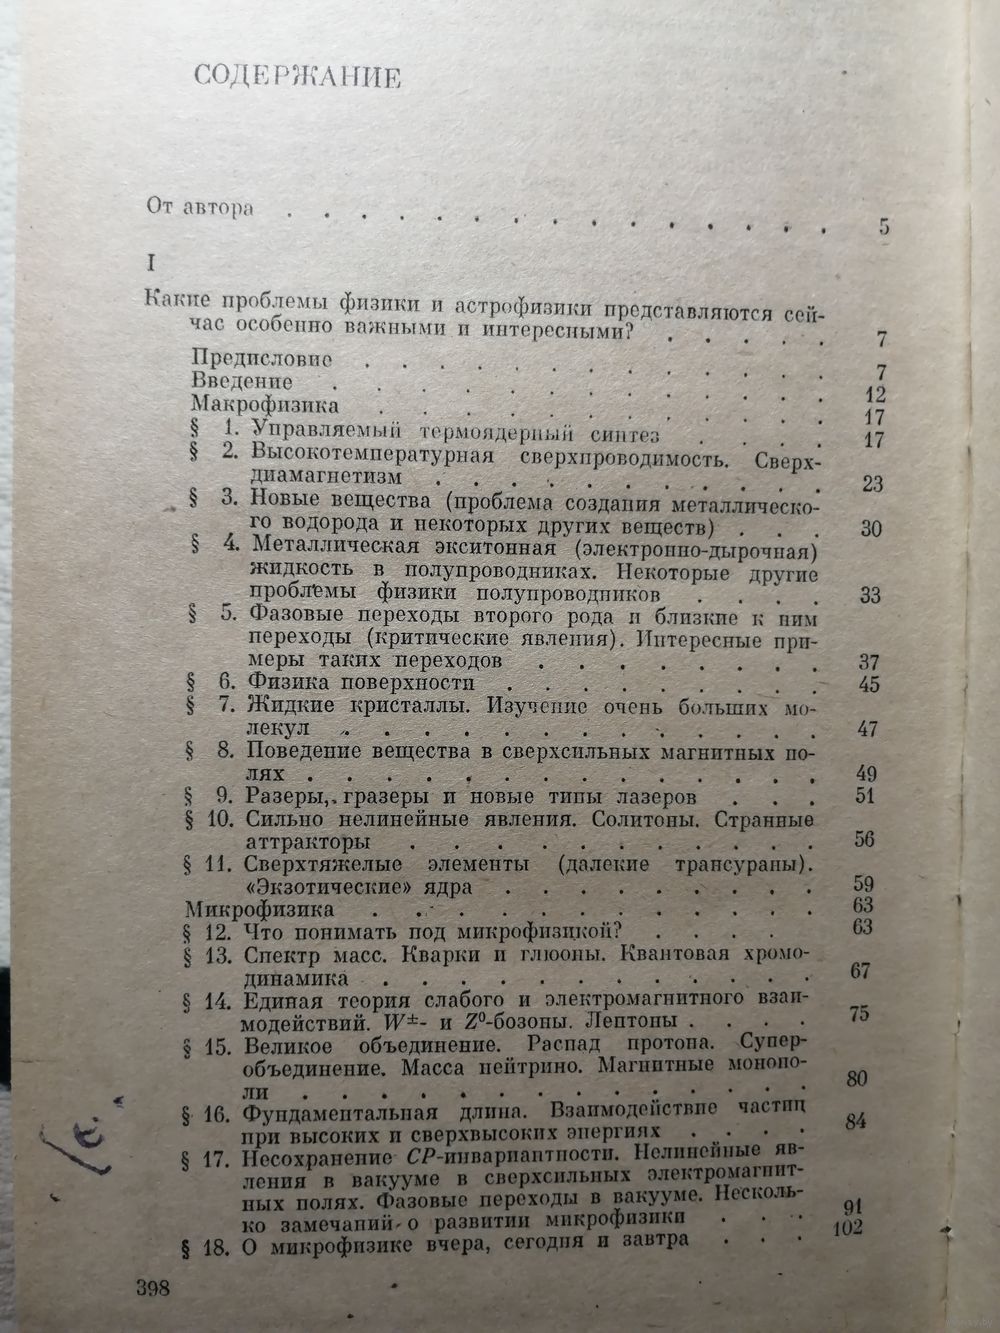 СОДЕРЖАНИЕ
От автора . . . . . . . . . . . . . . . 5
I
Какие проблемы физики и астрофизики представляются сей-
час особенно важными и интересными? . . . . . 7
Предисловие . . . . . . . . . . . . . 7
Введение . . . . . . . . . . . . . . 12
Макрофизика . . . . . . . . . . . . . 17
§ 1. Управляемый термоядерный синтез . . . . 17
§ 2. Высокотемпературная сверхпроводимость. Сверх-
диамагнетизм . . . . . . . . . . . 23
§ 3. Новые вещества (проблема создания металлическо-
го водорода и некоторых других веществ) . . . 30
§ 4. Металлическая экситонная (электронно-дырочная)
жидкость в полупроводниках. Некоторые другие
проблемы физики полупроводников . . . . 33
§ 5. Фазовые переходы второго рода и близкие к ним
переходы (критические явления). Интересные при-
меры таких переходов . . . . . . . . 37
§ 6. Физика поверхности . . . . . . . . . 45
§ 7. Жидкие кристаллы. Изучение очень больших мо-
лекул . . . . . . . . . . . . . 47
§ 8. Поведение вещества в сверхсильных магнитных по-
лях . . . . . . . . . . . . . . 49
§ 9. Разеры, гразеры и новые типы лазеров . . . 51
§ 10. Сильно нелинейные явления. Солитоны. Странные
аттракторы . . . . . . . . . . . 56
§ 11. Сверхтяжелые элементы (далекие трансураны).
«Экзотические» ядра . . . . . . . . 59
Микрофизика . . . . . . . . . . . . . 63
§ 12. Что понимать под микрофизикой? . . . . 63
§ 13. Спектр масс. Кварки и глюоны. Квантовая хромо-
динамика . . . . . . . . . . . . 67
§ 14. Единая теория слабого и электромагнитного взаи-
модействий. W±- и Z⁰-бозоны. Лептоны . . . . 75
§ 15. Великое объединение. Распад протона. Супер-
объединение. Масса нейтрино. Магнитные монопо-
ли . . . . . . . . . . . . . . 80
§ 16. Фундаментальная длина. Взаимодействие частиц
при высоких и сверхвысоких энергиях . . . . 84
§ 17. Несохранение CP-инвариантности. Нелинейные яв-
ления в вакууме в сверхсильных электромагнит-
ных полях. Фазовые переходы в вакууме. Несколь-
ко замечаний о развитии микрофизики . . . 91
§ 18. О микрофизике вчера, сегодня и завтра . . . 102
398